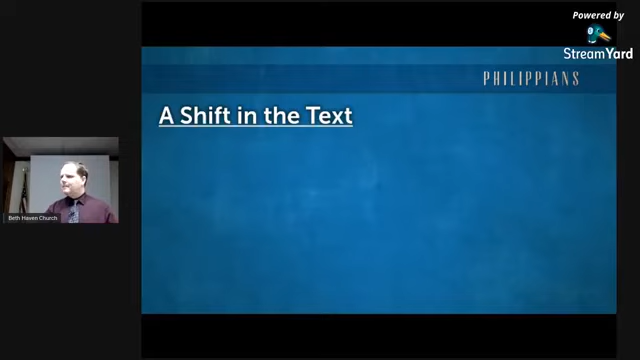 Powered by
StreamYard
PHILIPPIANS
A Shift in the Text
Beth Haven Church